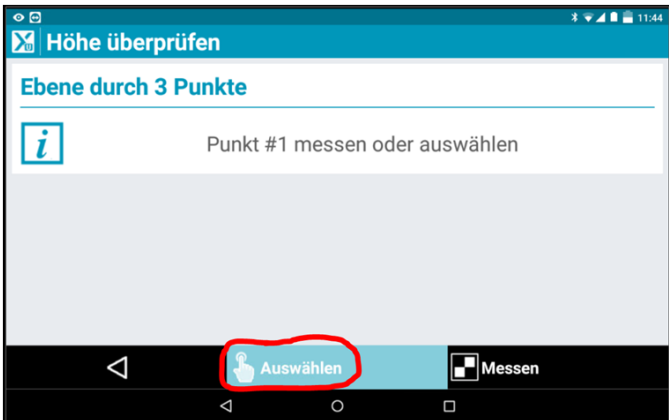 11:44
Höhe überprüfen
Ebene durch 3 Punkte
i Punkt #1 messen oder auswählen
Auswählen Messen